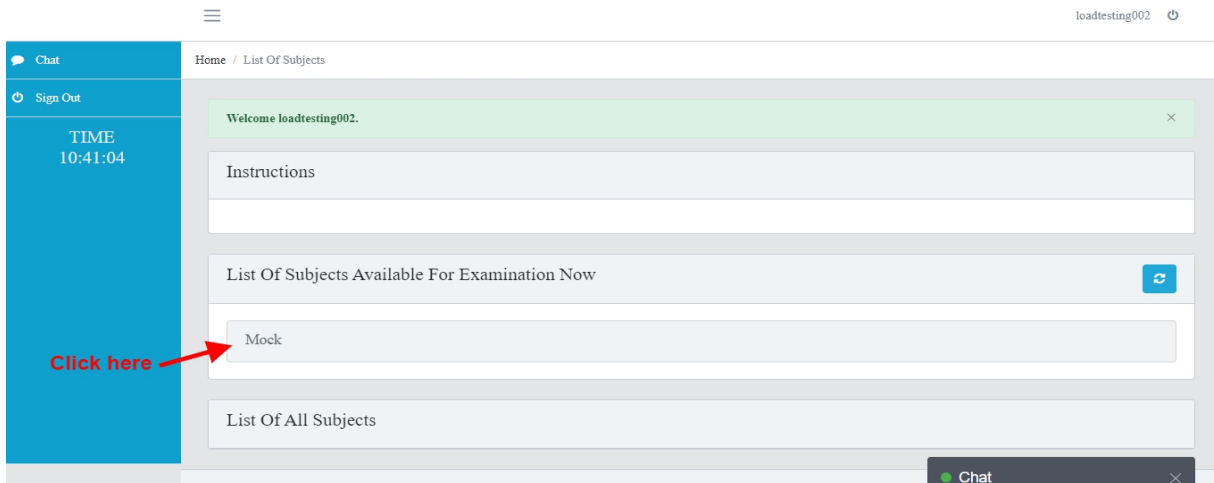 loadtesting002
Chat
Home / List Of Subjects
Sign Out
Welcome loadtesting002.
×
TIME
10:41:04
Instructions
List Of Subjects Available For Examination Now
Mock
Click here
List Of All Subjects
Chat
×